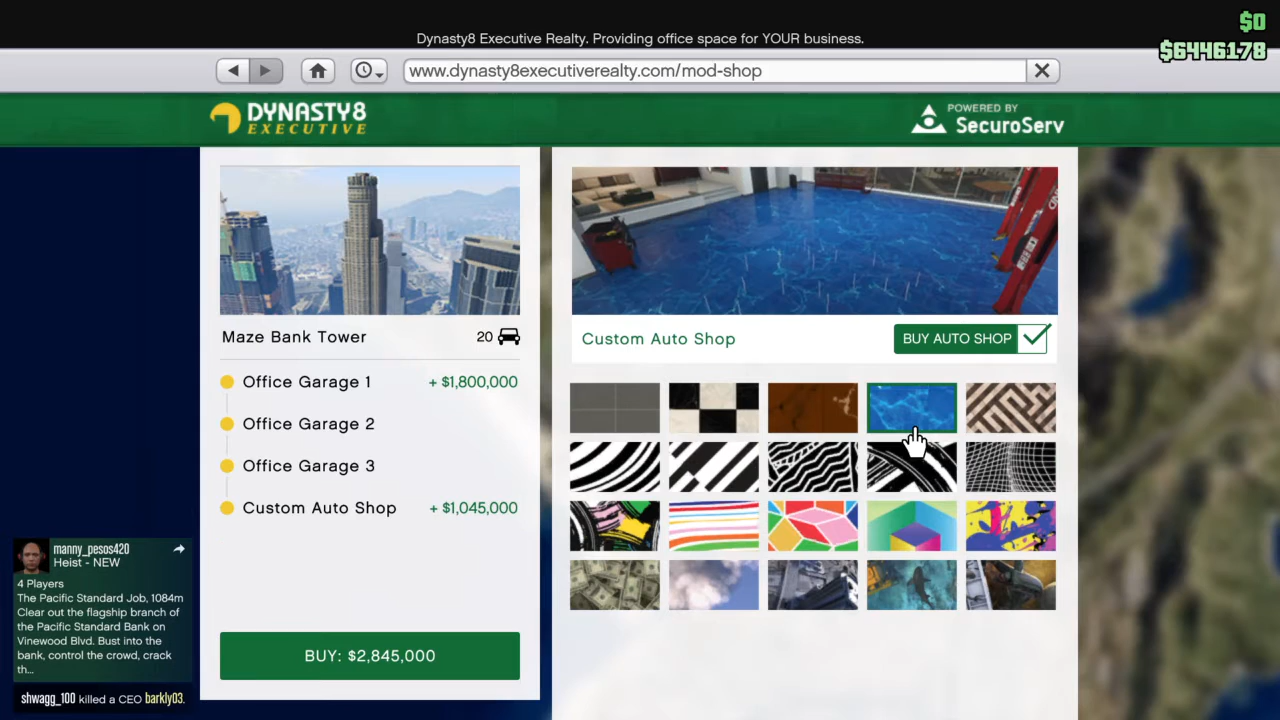 Dynasty8 Executive Realty. Providing office space for YOUR business.
$0
$6446178
www.dynasty8executiverealty.com/mod-shop
DYNASTY8
EXECUTIVE
POWERED BY
SecuroServ
Maze Bank Tower
20
Office Garage 1
+ $1,800,000
Office Garage 2
Office Garage 3
Custom Auto Shop
+ $1,045,000
BUY: $2,845,000
Custom Auto Shop
BUY AUTO SHOP
manny_pesos420
Heist - NEW
4 Players
The Pacific Standard Job, 1084m
Clear out the flagship branch of
the Pacific Standard Bank on
Vinewood Blvd. Bust into the
bank, control the crowd, crack
th...
shwagg_100 killed a CEO barkly03.